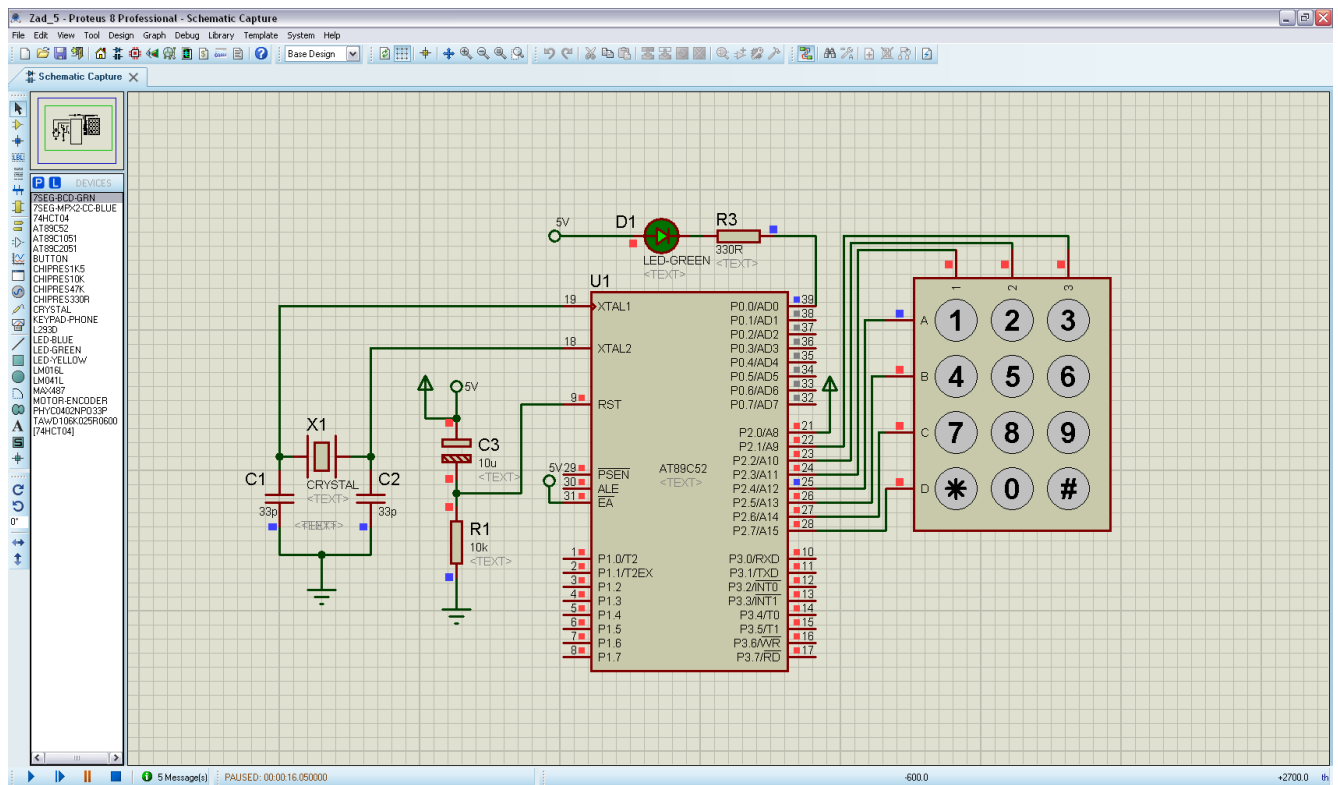 Zad_5 - Proteus 8 Professional - Schematic Capture
File Edit View Tool Design Graph Debug Library Template System Help
Base Design
Schematic Capture
P L DEVICES
7SEG-BCD-GRN
7SEG-MPX2-CC-BLUE
74HCT04
AT89C52
AT89C1051
AT89C2051
BUTTON
CHIPRES1K5
CHIPRES10K
CHIPRES47K
CHIPRES330R
CRYSTAL
KEYPAD-PHONE
L293D
LED-BLUE
LED-GREEN
LED-YELLOW
LM016L
LM041L
MAX487
MOTOR-ENCODER
PHYC0402NPO33P
TAWD106K025R0600
[74HCT04]
0°
5V
D1
LED-GREEN
<TEXT>
R3
330R
<TEXT>
U1
19 XTAL1
18 XTAL2
9 RST
29 PSEN
30 ALE
31 EA
1 P1.0/T2
2 P1.1/T2EX
3 P1.2
4 P1.3
5 P1.4
6 P1.5
7 P1.6
8 P1.7
AT89C52
<TEXT>
P0.0/AD0 39
P0.1/AD1 38
P0.2/AD2 37
P0.3/AD3 36
P0.4/AD4 35
P0.5/AD5 34
P0.6/AD6 33
P0.7/AD7 32
P2.0/A8 21
P2.1/A9 22
P2.2/A10 23
P2.3/A11 24
P2.4/A12 25
P2.5/A13 26
P2.6/A14 27
P2.7/A15 28
P3.0/RXD 10
P3.1/TXD 11
P3.2/INT0 12
P3.3/INT1 13
P3.4/T0 14
P3.5/T1 15
P3.6/WR 16
P3.7/RD 17
5V
5V
X1
CRYSTAL
<TEXT>
C1
33p
<TEXT>
C2
33p
<TEXT>
C3
10u
<TEXT>
R1
10k
<TEXT>
1 2 3
A 1 2 3
B 4 5 6
C 7 8 9
D * 0 #
5 Message(s) PAUSED: 00:00:16.050000 -600.0 +2700.0 th